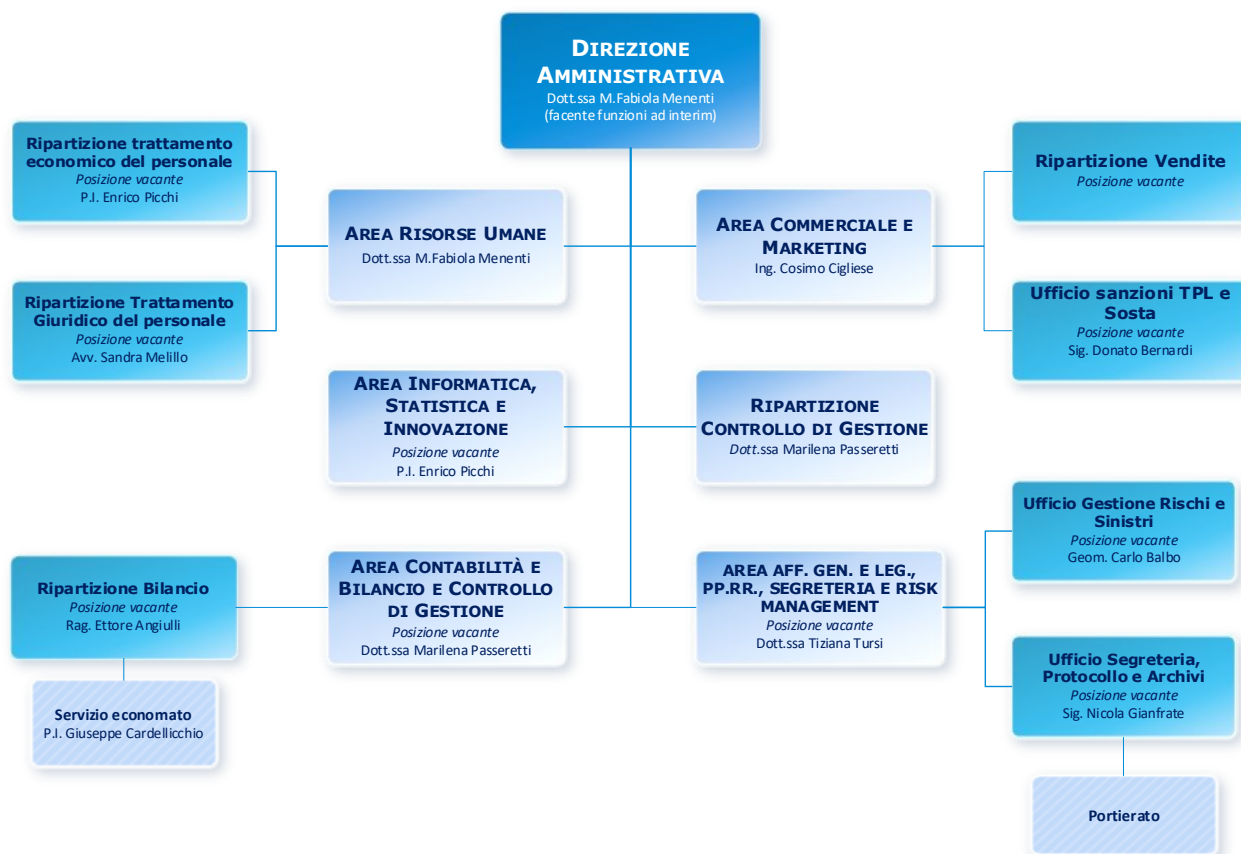 DIREZIONE
AMMINISTRATIVA
Dott.ssa M.Fabiola Menenti
(facente funzioni ad interim)
Ripartizione trattamento
economico del personale
Posizione vacante
P.I. Enrico Picchi
Ripartizione Trattamento
Giuridico del personale
Posizione vacante
Avv. Sandra Melillo
AREA RISORSE UMANE
Dott.ssa M.Fabiola Menenti
AREA COMMERCIALE E
MARKETING
Ing. Cosimo Cigliese
Ripartizione Vendite
Posizione vacante
Ufficio sanzioni TPL e
Sosta
Posizione vacante
Sig. Donato Bernardi
AREA INFORMATICA,
STATISTICA E
INNOVAZIONE
Posizione vacante
P.I. Enrico Picchi
RIPARTIZIONE
CONTROLLO DI GESTIONE
Dott.ssa Marilena Passeretti
Ripartizione Bilancio
Posizione vacante
Rag. Ettore Angiulli
Servizio economato
P.I. Giuseppe Cardellicchio
AREA CONTABILITÀ E
BILANCIO E CONTROLLO
DI GESTIONE
Posizione vacante
Dott.ssa Marilena Passeretti
AREA AFF. GEN. E LEG.,
PP.RR., SEGRETERIA E RISK
MANAGEMENT
Posizione vacante
Dott.ssa Tiziana Tursi
Ufficio Gestione Rischi e
Sinistri
Posizione vacante
Geom. Carlo Balbo
Ufficio Segreteria,
Protocollo e Archivi
Posizione vacante
Sig. Nicola Gianfrate
Portierato